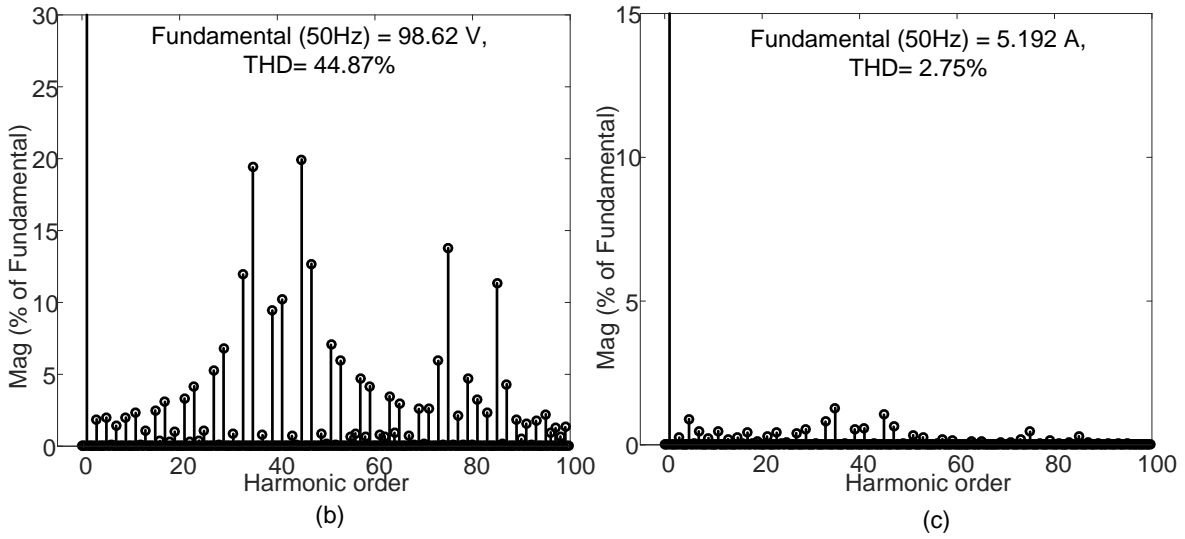 Fundamental (50Hz) = 98.62 V,
THD= 44.87%
Mag (% of Fundamental)
30
25
20
15
10
5
0
0 20 40 60 80 100
Harmonic order
(b)
Fundamental (50Hz) = 5.192 A,
THD= 2.75%
Mag (% of Fundamental)
15
10
5
0
0 20 40 60 80 100
Harmonic order
(c)